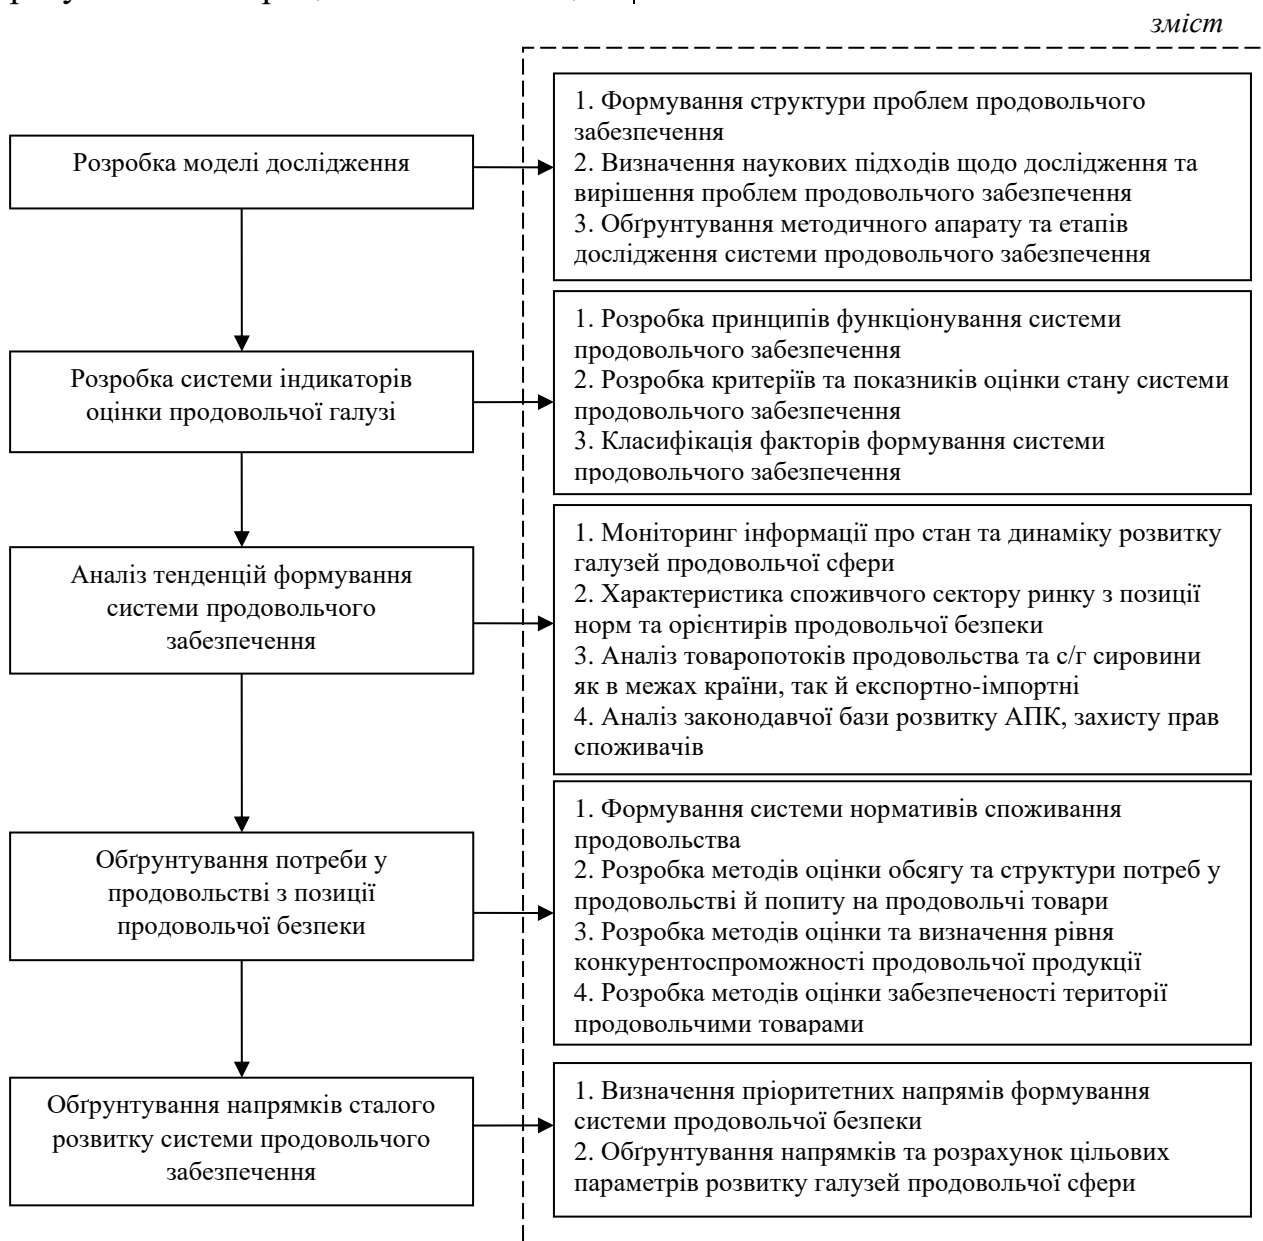 зміст
Розробка моделі дослідження
1. Формування структури проблем продовольчого
забезпечення
2. Визначення наукових підходів щодо дослідження та
вирішення проблем продовольчого забезпечення
3. Обґрунтування методичного апарату та етапів
дослідження системи продовольчого забезпечення
Розробка системи індикаторів
оцінки продовольчої галузі
1. Розробка принципів функціонування системи
продовольчого забезпечення
2. Розробка критеріїв та показників оцінки стану системи
продовольчого забезпечення
3. Класифікація факторів формування системи
продовольчого забезпечення
Аналіз тенденцій формування
системи продовольчого
забезпечення
1. Моніторинг інформації про стан та динаміку розвитку
галузей продовольчої сфери
2. Характеристика споживчого сектору ринку з позиції
норм та орієнтирів продовольчої безпеки
3. Аналіз товаропотоків продовольства та с/г сировини
як в межах країни, так й експортно-імпортні
4. Аналіз законодавчої бази розвитку АПК, захисту прав
споживачів
Обґрунтування потреби у
продовольстві з позиції
продовольчої безпеки
1. Формування системи нормативів споживання
продовольства
2. Розробка методів оцінки обсягу та структури потреб у
продовольстві й попиту на продовольчі товари
3. Розробка методів оцінки та визначення рівня
конкурентоспроможності продовольчої продукції
4. Розробка методів оцінки забезпеченості території
продовольчими товарами
Обґрунтування напрямків сталого
розвитку системи продовольчого
забезпечення
1. Визначення пріоритетних напрямів формування
системи продовольчої безпеки
2. Обґрунтування напрямків та розрахунок цільових
параметрів розвитку галузей продовольчої сфери